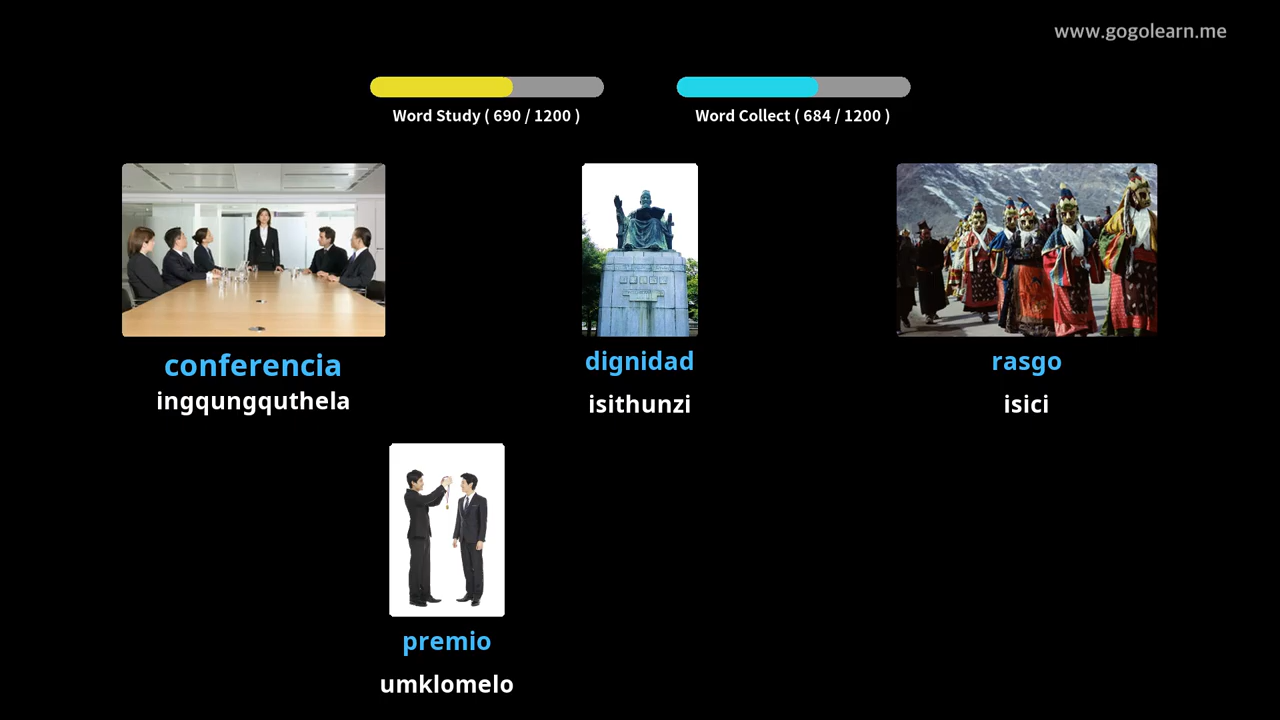 www.gogolearn.me
Word Study ( 690 / 1200 )
Word Collect ( 684 / 1200 )
conferencia
ingqungquthela
dignidad
isithunzi
rasgo
isici
premio
umklomelo